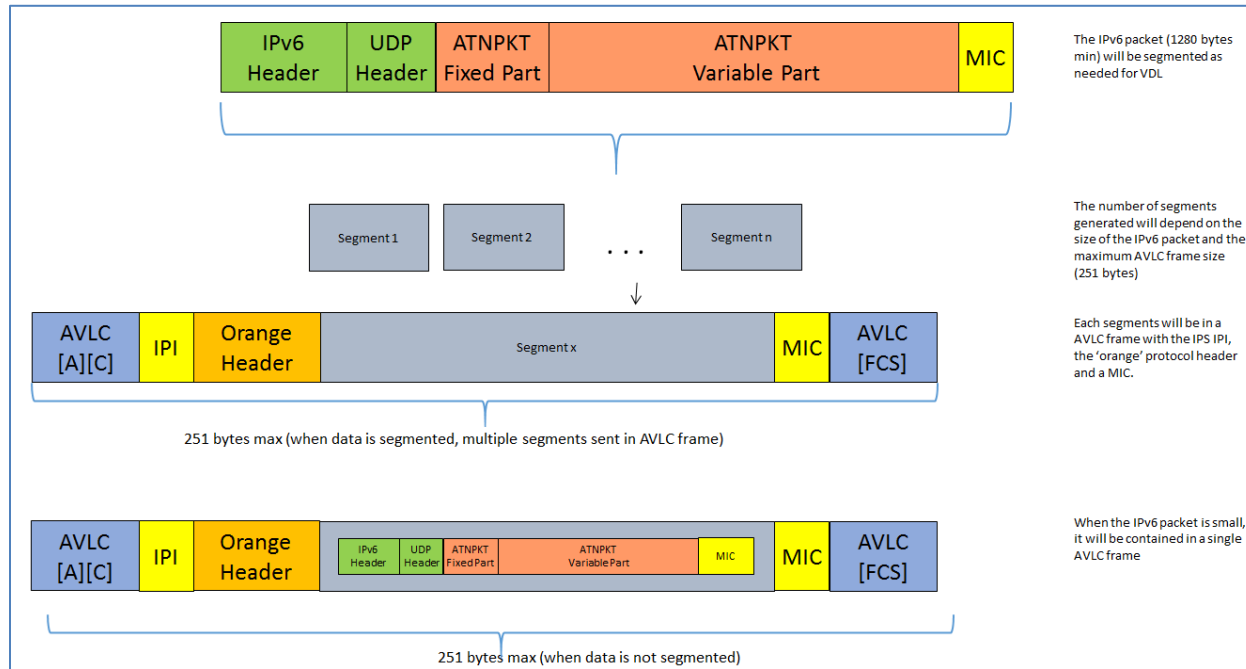 IPv6
Header
UDP
Header
ATNPKT
Fixed Part
ATNPKT
Variable Part
MIC
The IPv6 packet (1280 bytes
min) will be segmented as
needed for VDL
Segment 1
Segment 2
. . .
Segment n
The number of segments
generated will depend on the
size of the IPv6 packet and the
maximum AVLC frame size
(251 bytes)
AVLC
[A][C]
IPI
Orange
Header
Segment x
MIC
AVLC
[FCS]
Each segments will be in a
AVLC frame with the IPS IPI,
the ‘orange’ protocol header
and a MIC.
251 bytes max (when data is segmented, multiple segments sent in AVLC frame)
AVLC
[A][C]
IPI
Orange
Header
IPv6
Header
UDP
Header
ATNPKT
Fixed Part
ATNPKT
Variable Part
MIC
MIC
AVLC
[FCS]
When the IPv6 packet is small,
it will be contained in a single
AVLC frame
251 bytes max (when data is not segmented)